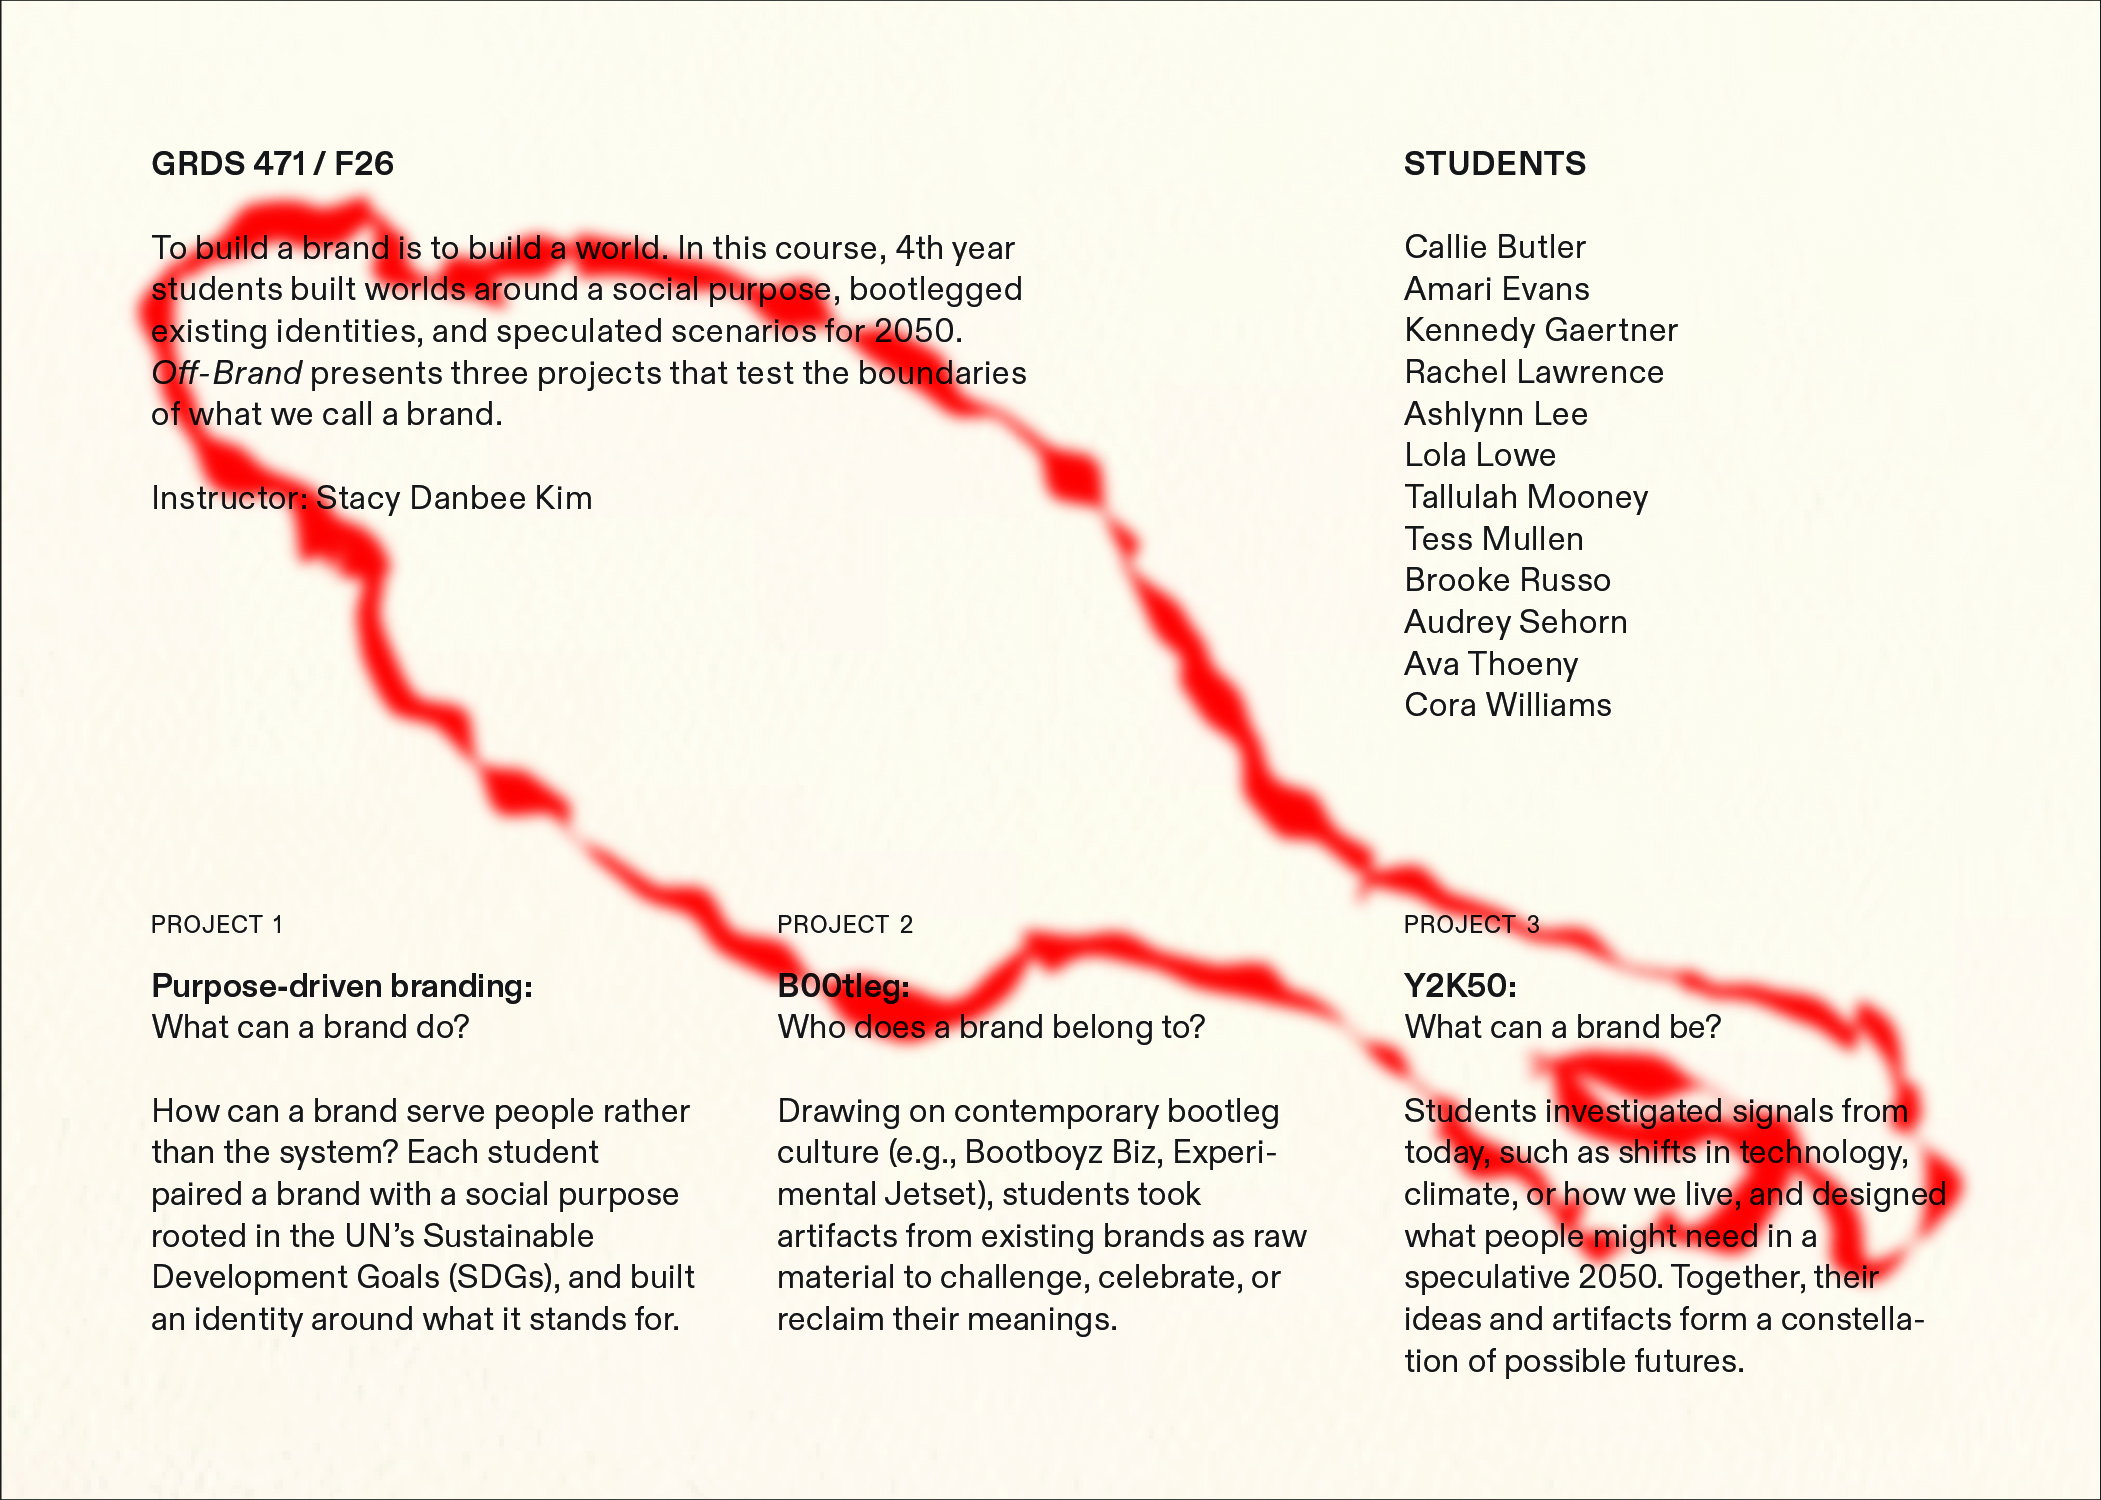 GRDS 471 / F26
To build a brand is to build a world. In this course, 4th year
students built worlds around a social purpose, bootlegged
existing identities, and speculated scenarios for 2050.
Off-Brand presents three projects that test the boundaries
of what we call a brand.
Instructor: Stacy Danbee Kim
STUDENTS
Callie Butler
Amari Evans
Kennedy Gaertner
Rachel Lawrence
Ashlynn Lee
Lola Lowe
Tallulah Mooney
Tess Mullen
Brooke Russo
Audrey Sehorn
Ava Thoeny
Cora Williams
PROJECT 1
Purpose-driven branding:
What can a brand do?
How can a brand serve people rather
than the system? Each student
paired a brand with a social purpose
rooted in the UN’s Sustainable
Development Goals (SDGs), and built
an identity around what it stands for.
PROJECT 2
B00tleg:
Who does a brand belong to?
Drawing on contemporary bootleg
culture (e.g., Bootboyz Biz, Experi-
mental Jetset), students took
artifacts from existing brands as raw
material to challenge, celebrate, or
reclaim their meanings.
PROJECT 3
Y2K50:
What can a brand be?
Students investigated signals from
today, such as shifts in technology,
climate, or how we live, and designed
what people might need in a
speculative 2050. Together, their
ideas and artifacts form a constella-
tion of possible futures.